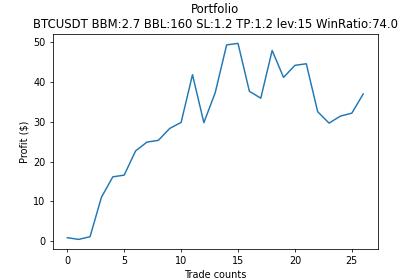 Portfolio
BTCUSDT BBM:2.7 BBL:160 SL:1.2 TP:1.2 lev:15 WinRatio:74.0
50
40
30
20
10
0
Profit ($)
0 5 10 15 20 25
Trade counts